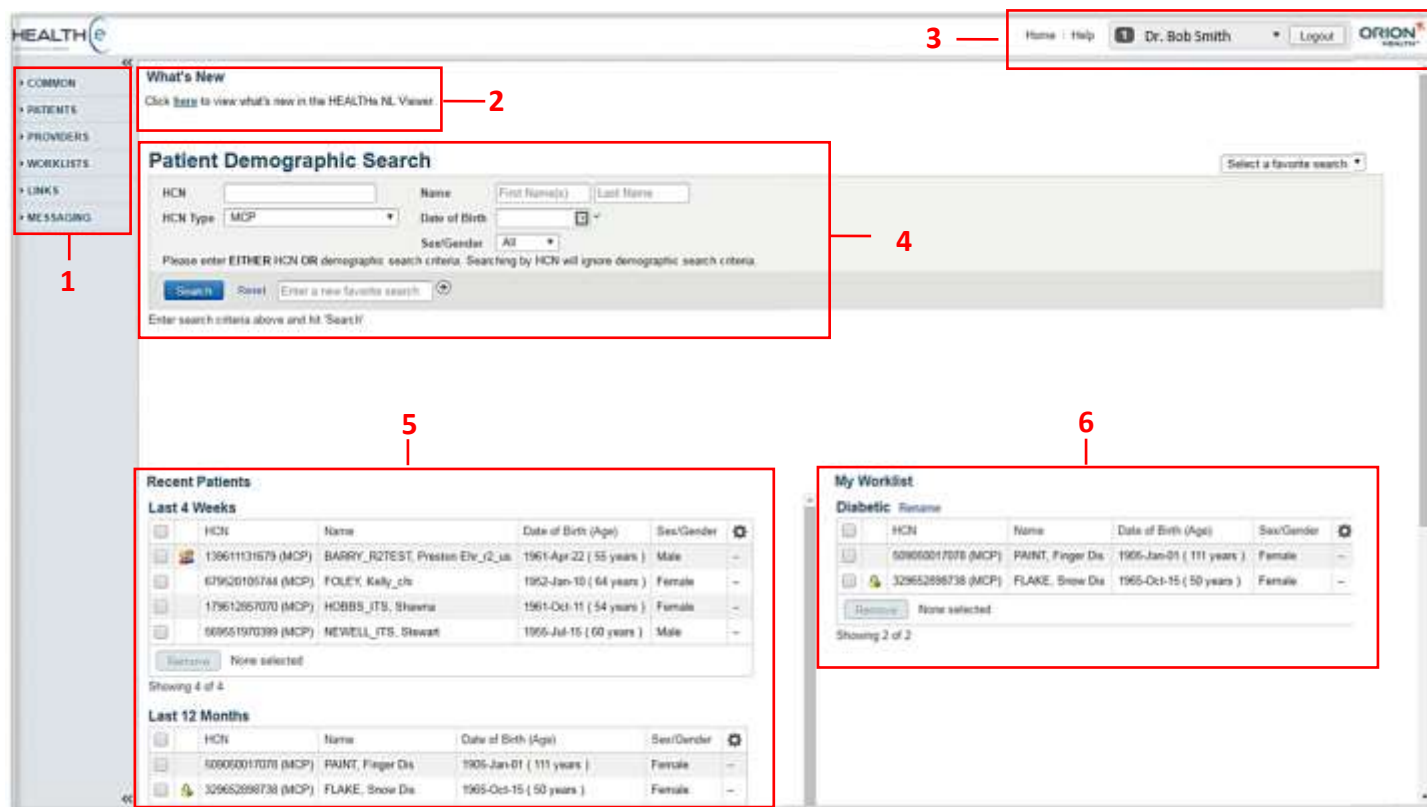 HEALTHe
3
Home Help 1 Dr. Bob Smith Logout ORION
HEALTH
COMMON
PATIENTS
PROVIDERS
WORKLISTS
LINKS
MESSAGING
1
What's New
Click here to view what's new in the HEALTHe NL Viewer.
2
Patient Demographic Search
Select a favorite search
HCN Name First Name(s) Last Name
HCN Type MCP Date of Birth
Sex/Gender All
Please enter EITHER HCN OR demographic search criteria. Searching by HCN will ignore demographic search criteria.
Search Reset Enter a new favorite search
Enter search criteria above and hit 'Search'
4
5
Recent Patients
Last 4 Weeks
HCN Name Date of Birth (Age) Sex/Gender
138611131679 (MCP) BARRY_R2TEST, Preston Ehr_r2_us 1961-Apr-22 ( 55 years ) Male --
679520105744 (MCP) FOLEY, Kelly_cis 1952-Jan-10 ( 64 years ) Female --
179612857070 (MCP) HOBBS_ITS, Shawna 1961-Oct-11 ( 54 years ) Female --
569551970399 (MCP) NEWELL_ITS, Stewart 1955-Jul-15 ( 60 years ) Male --
Remove None selected
Showing 4 of 4
Last 12 Months
HCN Name Date of Birth (Age) Sex/Gender
509050017078 (MCP) PAINT, Finger Dis 1905-Jan-01 ( 111 years ) Female --
329652898738 (MCP) FLAKE, Snow Dis 1965-Oct-15 ( 50 years ) Female --
6
My Worklist
Diabetic Rename
HCN Name Date of Birth (Age) Sex/Gender
509050017078 (MCP) PAINT, Finger Dis 1905-Jan-01 ( 111 years ) Female --
329652898738 (MCP) FLAKE, Snow Dis 1965-Oct-15 ( 50 years ) Female --
Remove None selected
Showing 2 of 2